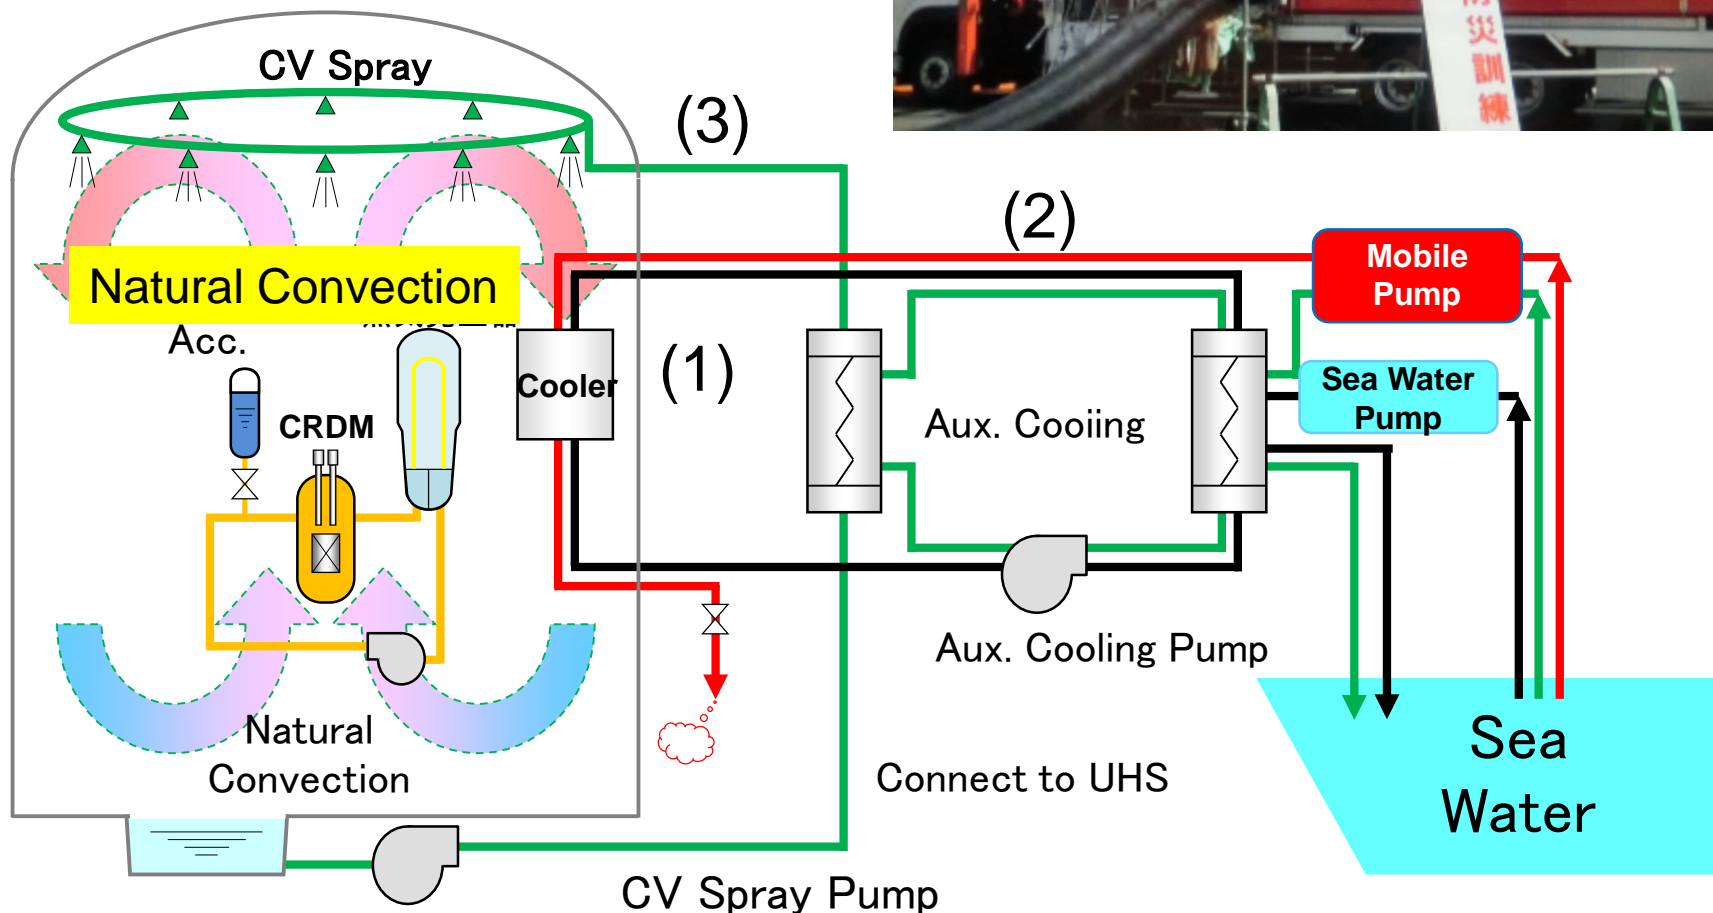 CV Spray
災
訓
練
(3)
(2)
Mobile
Pump
Natural Convection
Acc.
(1)
Cooler
Sea Water
Pump
CRDM
Aux. Cooiing
Aux. Cooling Pump
Natural
Convection
Sea
Water
Connect to UHS
CV Spray Pump